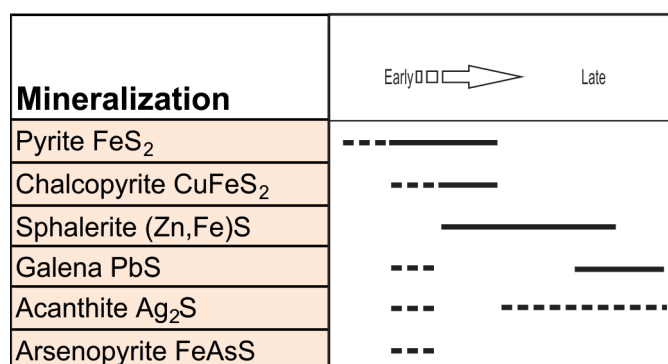 Early Late
Mineralization
Pyrite FeS₂
Chalcopyrite CuFeS₂
Sphalerite (Zn,Fe)S
Galena PbS
Acanthite Ag₂S
Arsenopyrite FeAsS